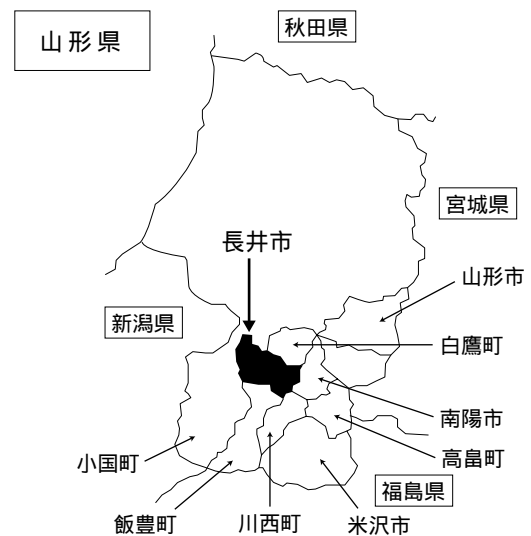 秋田県
山形県
宮城県
長井市
山形市
新潟県
白鷹町
南陽市
高畠町
小国町
福島県
飯豊町
川西町
米沢市